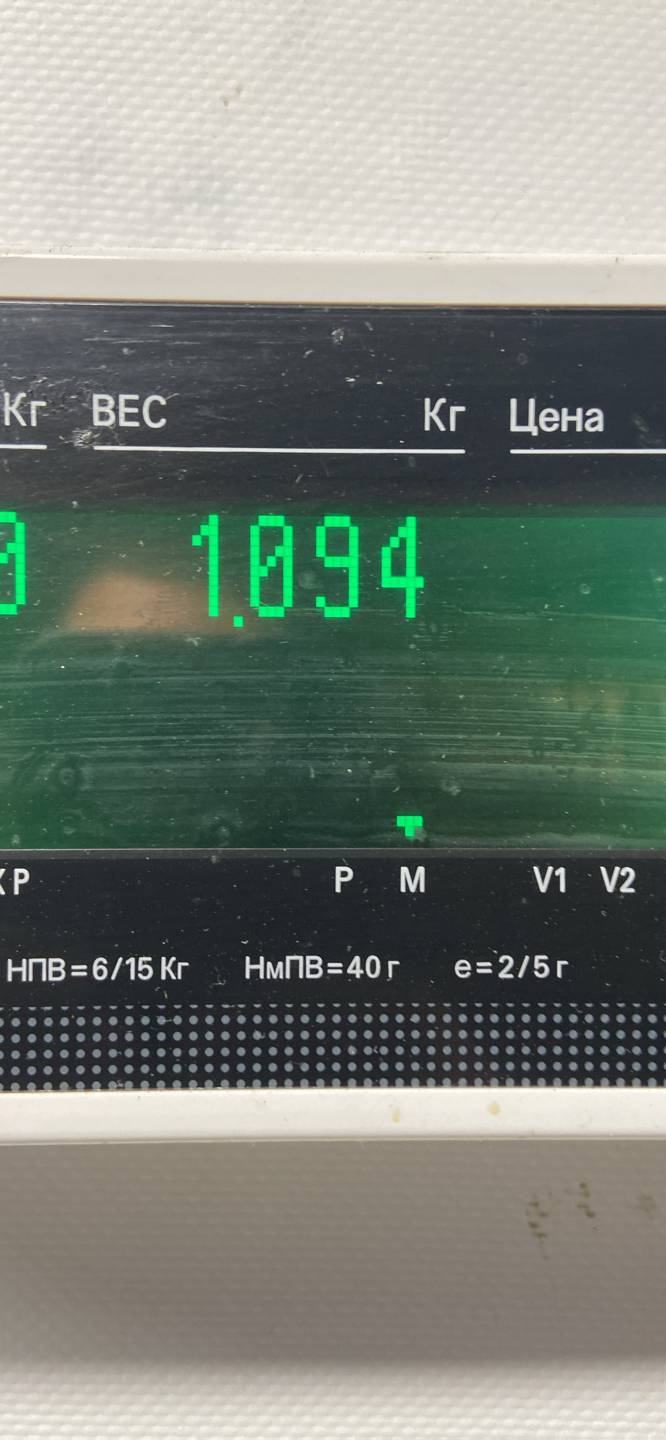 Кг ВЕС Кг Цена
0 1.094
Р Р М V1 V2
НПВ=6/15 Кг НмПВ=40 г е=2/5 г